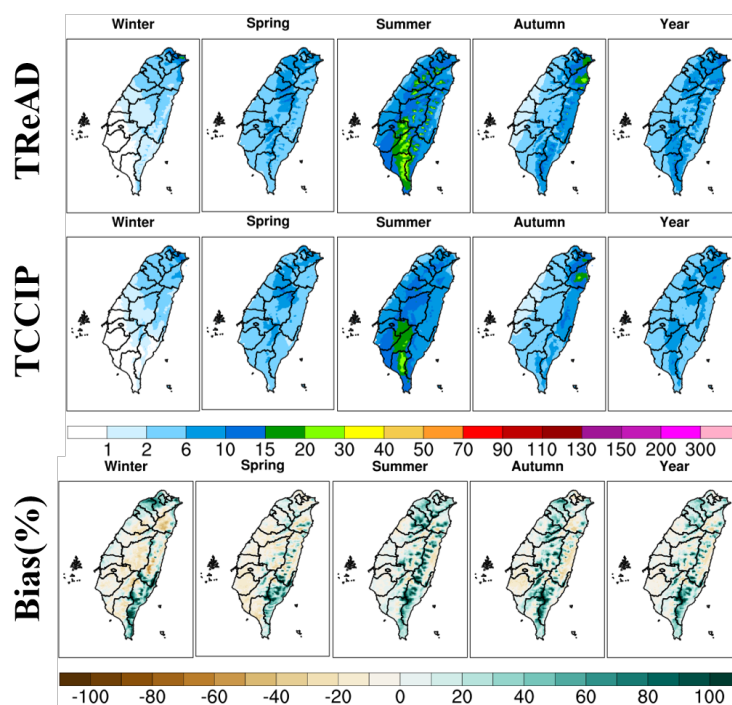 Winter Spring Summer Autumn Year
TReAD
Winter Spring Summer Autumn Year
TCCIP
1 2 6 10 15 20 30 40 50 70 90 110 130 150 200 300
Winter Spring Summer Autumn Year
Bias(%)
-100 -80 -60 -40 -20 0 20 40 60 80 100